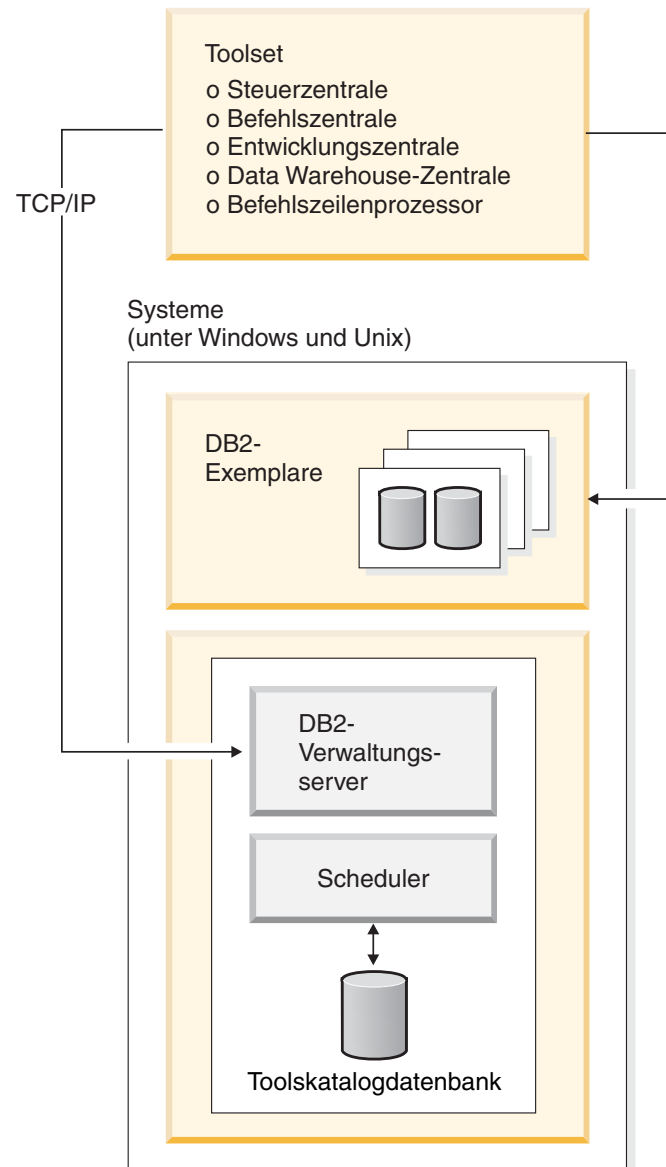 Toolset
o Steuerzentrale
o Befehlszentrale
o Entwicklungszentrale
o Data Warehouse-Zentrale
o Befehlszeilenprozessor
TCP/IP
Systeme
(unter Windows und Unix)
DB2-
Exemplare
DB2-
Verwaltungs-
server
Scheduler
Toolskatalogdatenbank